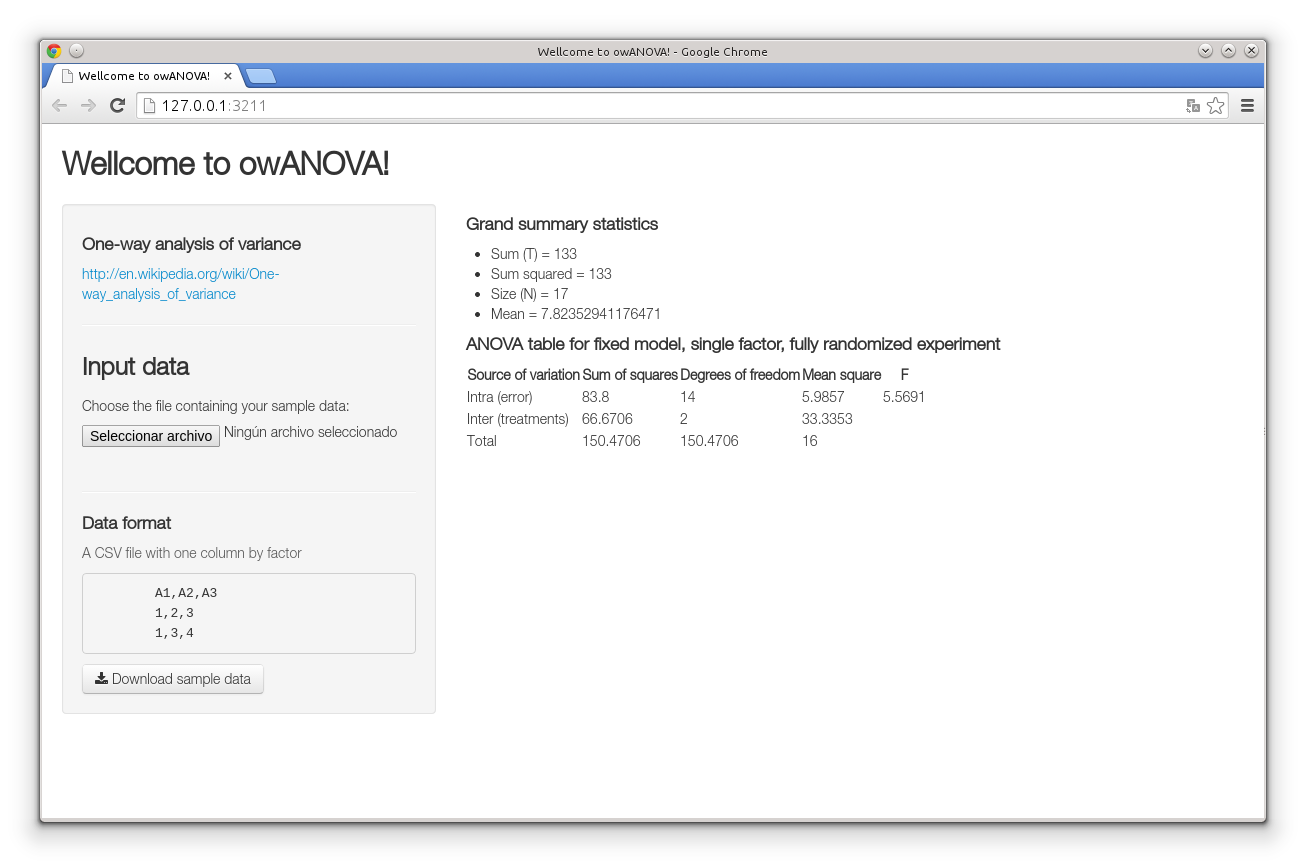 Wellcome to owANOVA! - Google Chrome
Wellcome to owANOVA!
127.0.0.1:3211
Wellcome to owANOVA!
One-way analysis of variance
http://en.wikipedia.org/wiki/One-
way_analysis_of_variance
Input data
Choose the file containing your sample data:
Seleccionar archivo Ningún archivo seleccionado
Data format
A CSV file with one column by factor
A1,A2,A3
1,2,3
1,3,4
Download sample data
Grand summary statistics
Sum (T) = 133
Sum squared = 133
Size (N) = 17
Mean = 7.82352941176471
ANOVA table for fixed model, single factor, fully randomized experiment
Source of variation Sum of squares Degrees of freedom Mean square F
Intra (error) 83.8 14 5.9857 5.5691
Inter (treatments) 66.6706 2 33.3353
Total 150.4706 150.4706 16